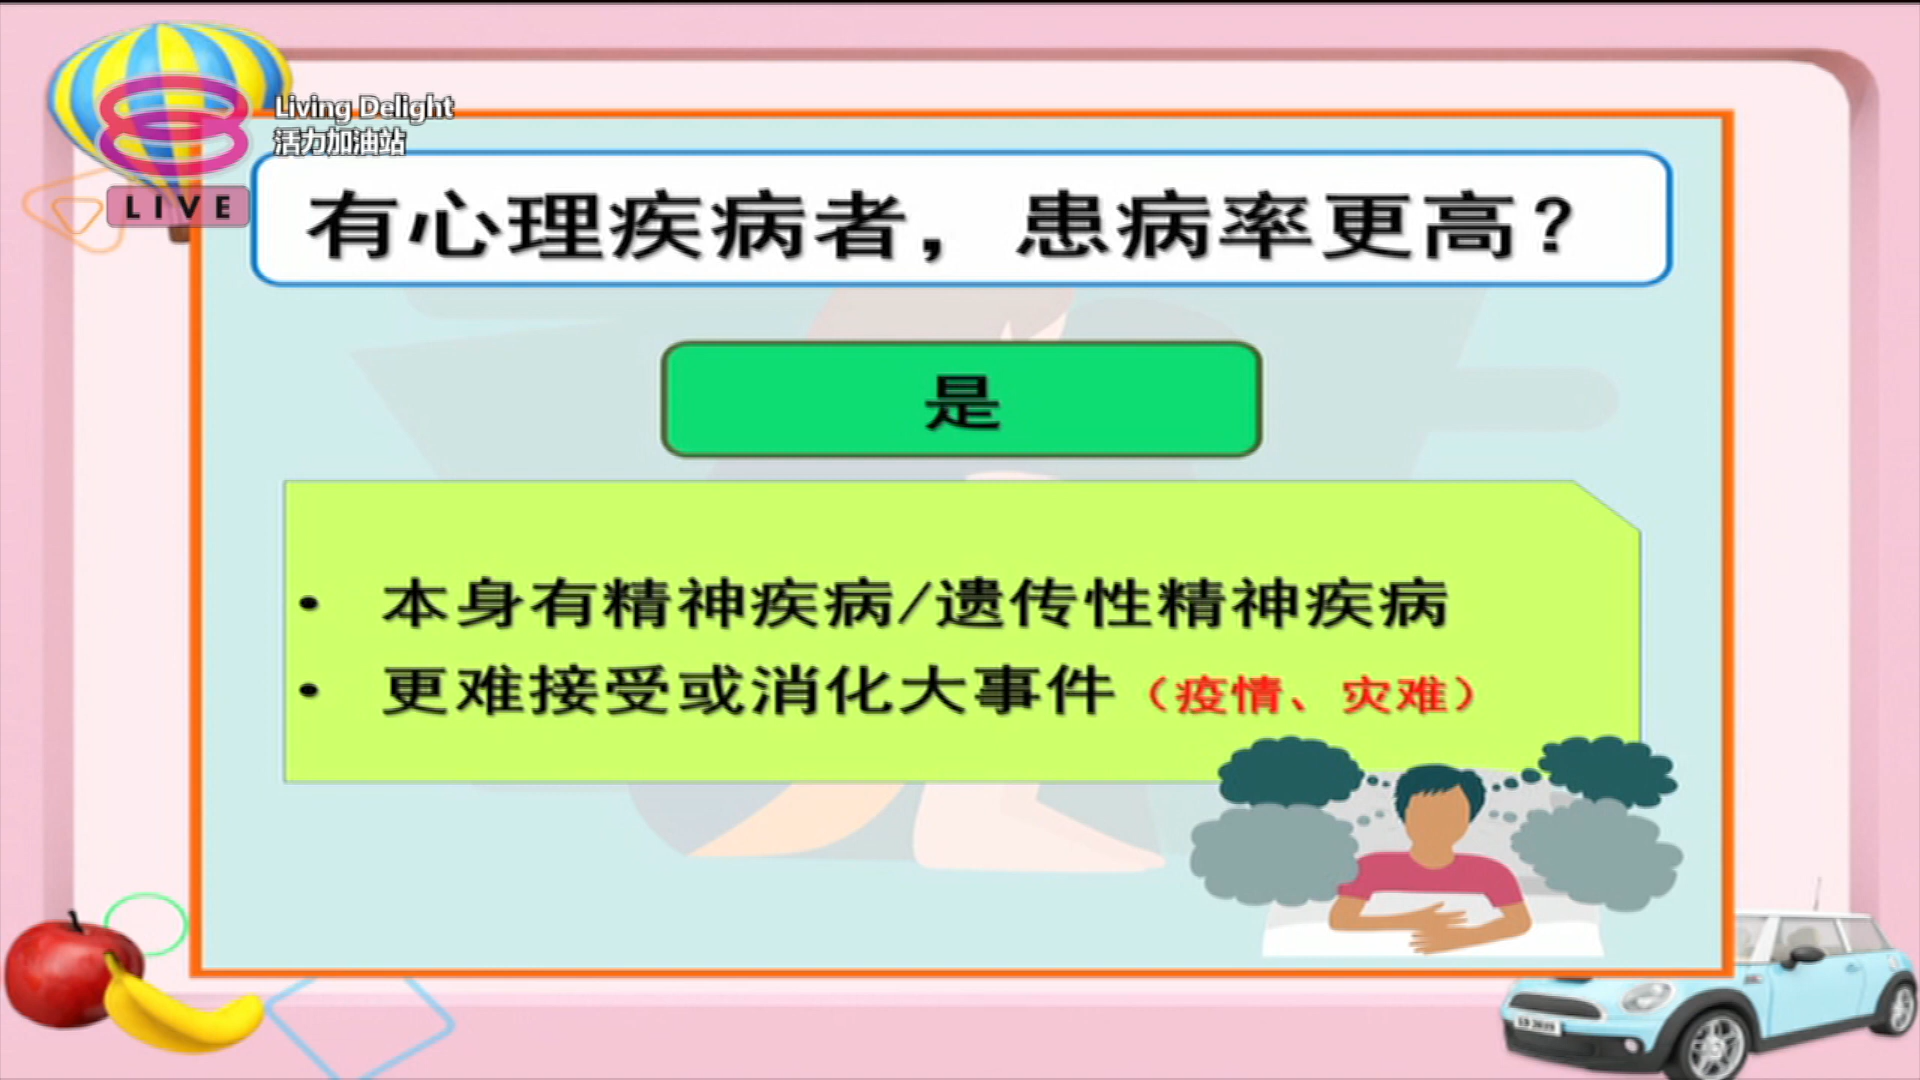 Living Delight
活力加油站
LIVE
有心理疾病者，患病率更高？
是
• 本身有精神疾病/遗传性精神疾病
• 更难接受或消化大事件（疫情、灾难）